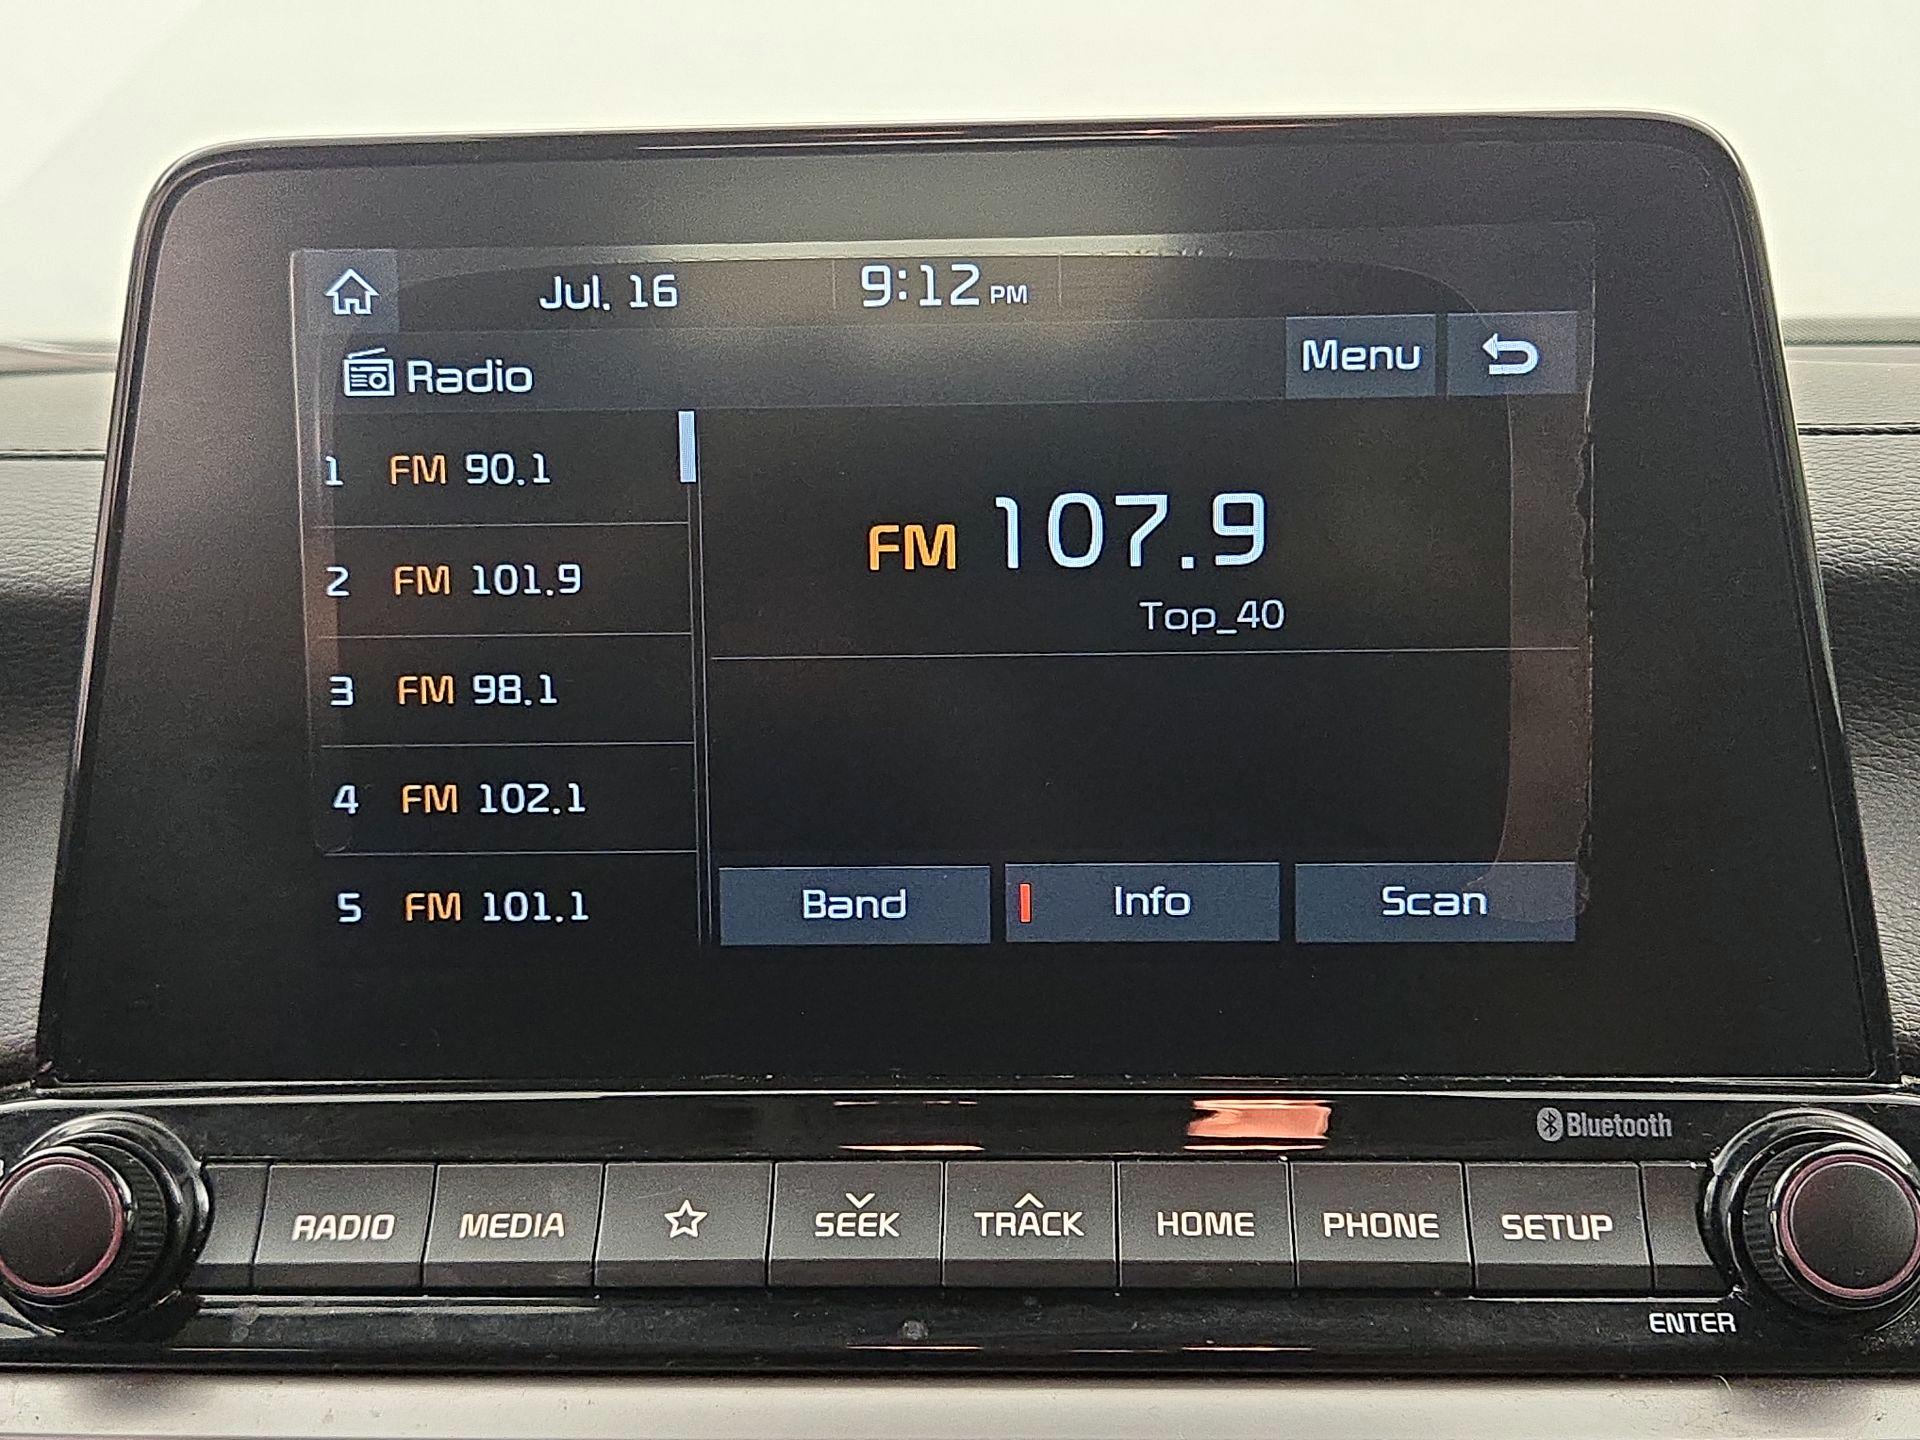 Jul. 16 9:12 PM
Radio Menu
1 FM 90.1
2 FM 101.9
3 FM 98.1
4 FM 102.1
5 FM 101.1
FM 107.9
Top_40
Band Info Scan
Bluetooth
RADIO MEDIA SEEK TRACK HOME PHONE SETUP
ENTER